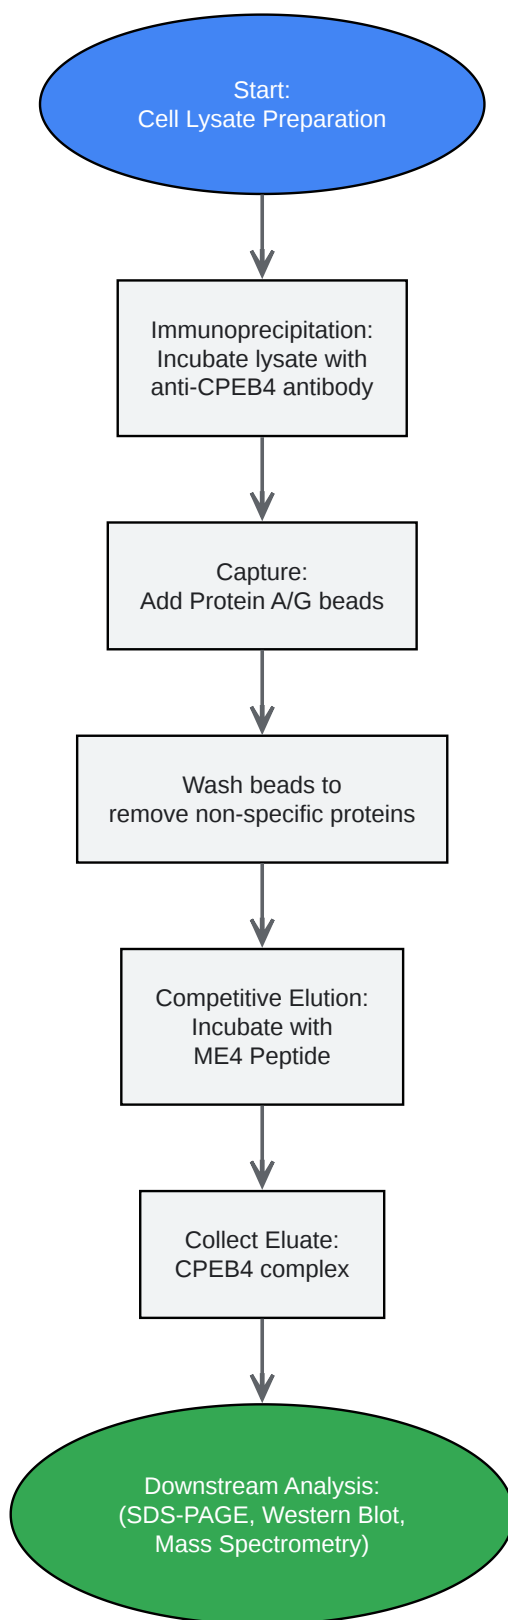 Start:
Cell Lysate Preparation
Immunoprecipitation:
Incubate lysate with
anti-CPEB4 antibody
Capture:
Add Protein A/G beads
Wash beads to
remove non-specific proteins
Competitive Elution:
Incubate with
ME4 Peptide
Collect Eluate:
CPEB4 complex
Downstream Analysis:
(SDS-PAGE, Western Blot,
Mass Spectrometry)